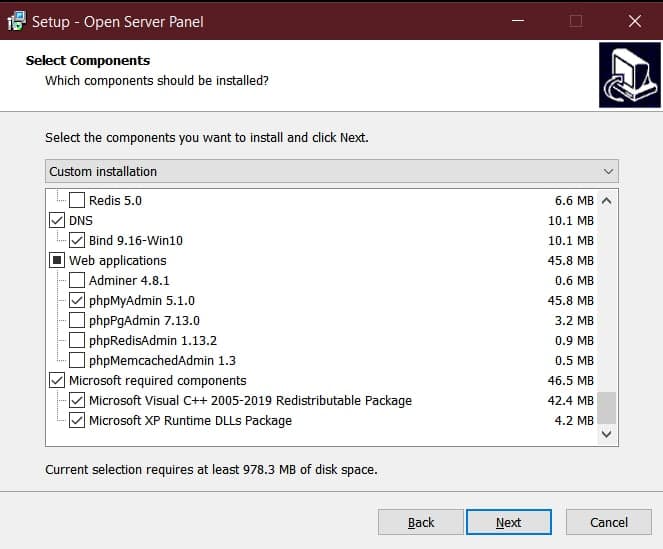 Setup - Open Server Panel
Select Components
Which components should be installed?
Select the components you want to install and click Next.
Custom installation
Redis 5.0 6.6 MB
DNS 10.1 MB
Bind 9.16-Win10 10.1 MB
Web applications 45.8 MB
Adminer 4.8.1 0.6 MB
phpMyAdmin 5.1.0 45.8 MB
phpPgAdmin 7.13.0 3.2 MB
phpRedisAdmin 1.13.2 0.9 MB
phpMemcachedAdmin 1.3 0.5 MB
Microsoft required components 46.5 MB
Microsoft Visual C++ 2005-2019 Redistributable Package 42.4 MB
Microsoft XP Runtime DLLs Package 4.2 MB
Current selection requires at least 978.3 MB of disk space.
Back Next Cancel